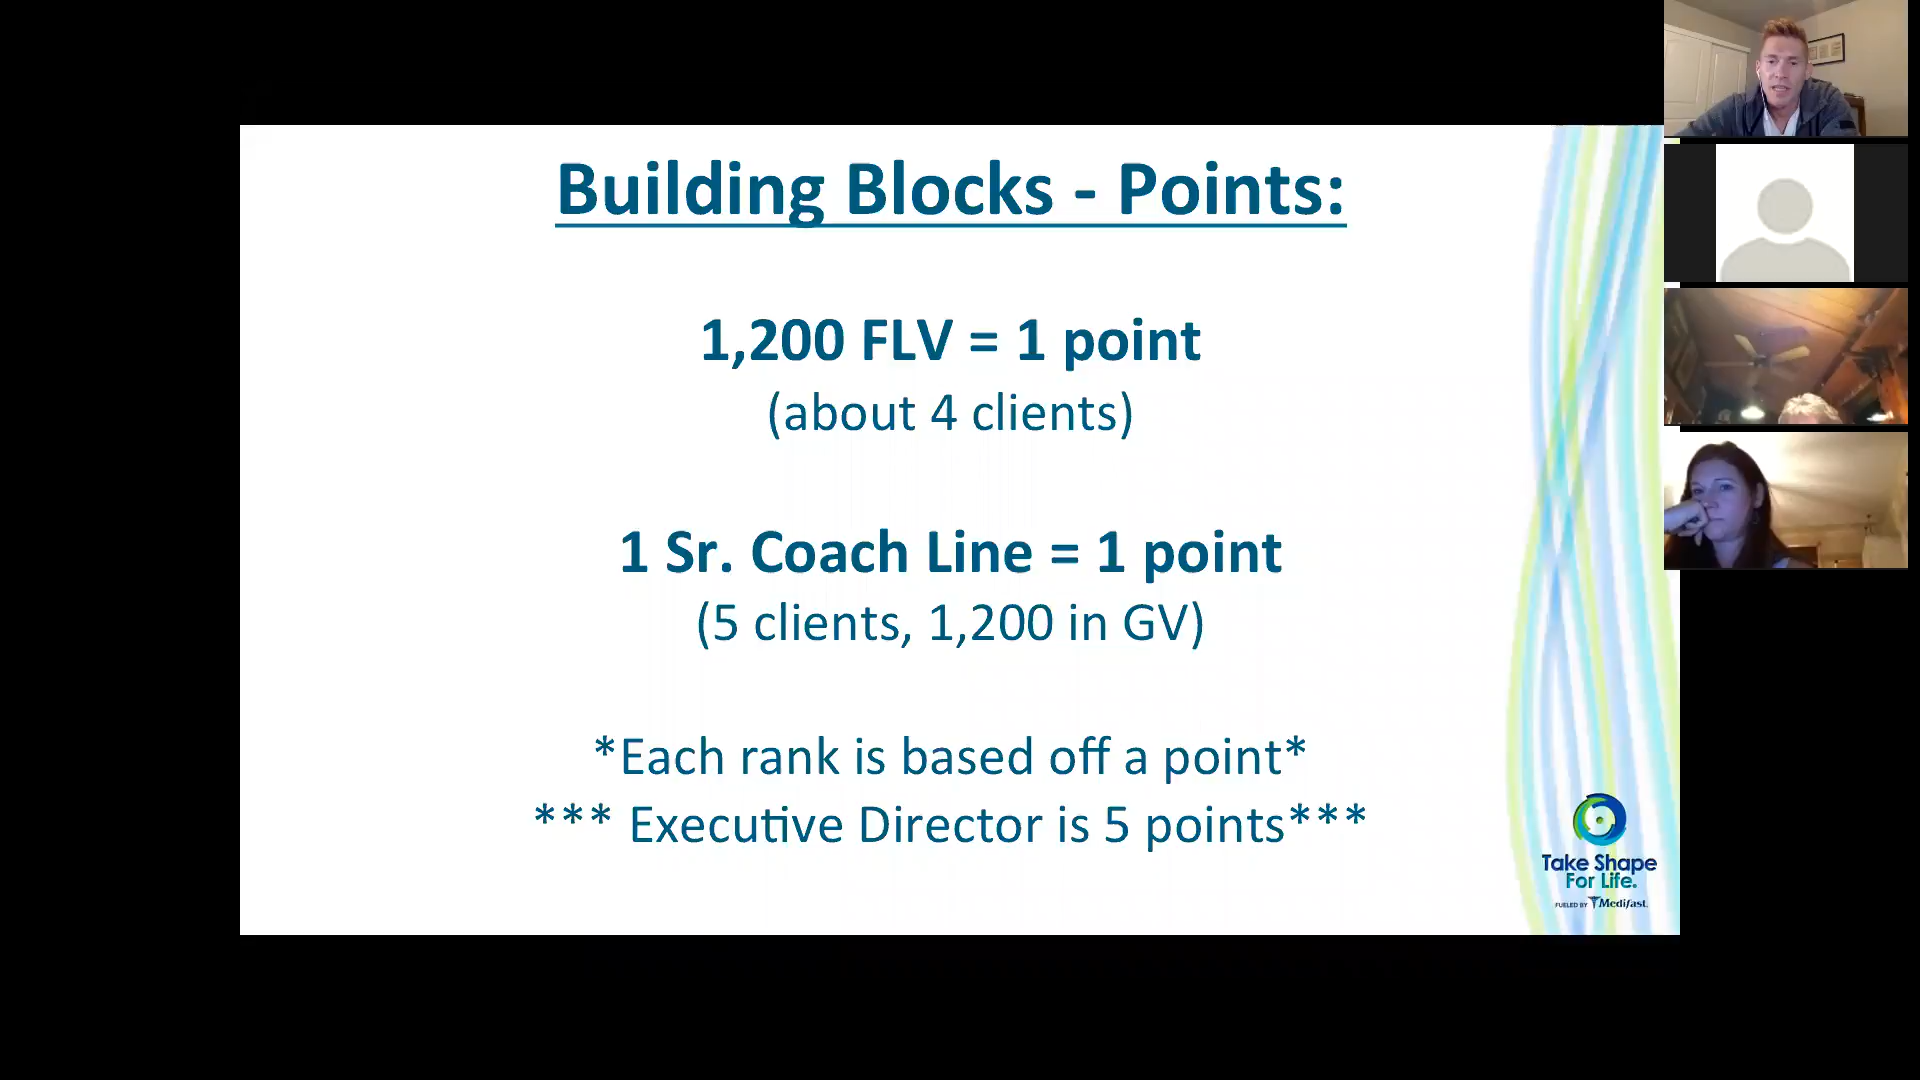 Building Blocks - Points:
1,200 FLV = 1 point
(about 4 clients)
1 Sr. Coach Line = 1 point
(5 clients, 1,200 in GV)
*Each rank is based off a point*
*** Executive Director is 5 points***
Take Shape
For Life.
FUELED BY Medifast.